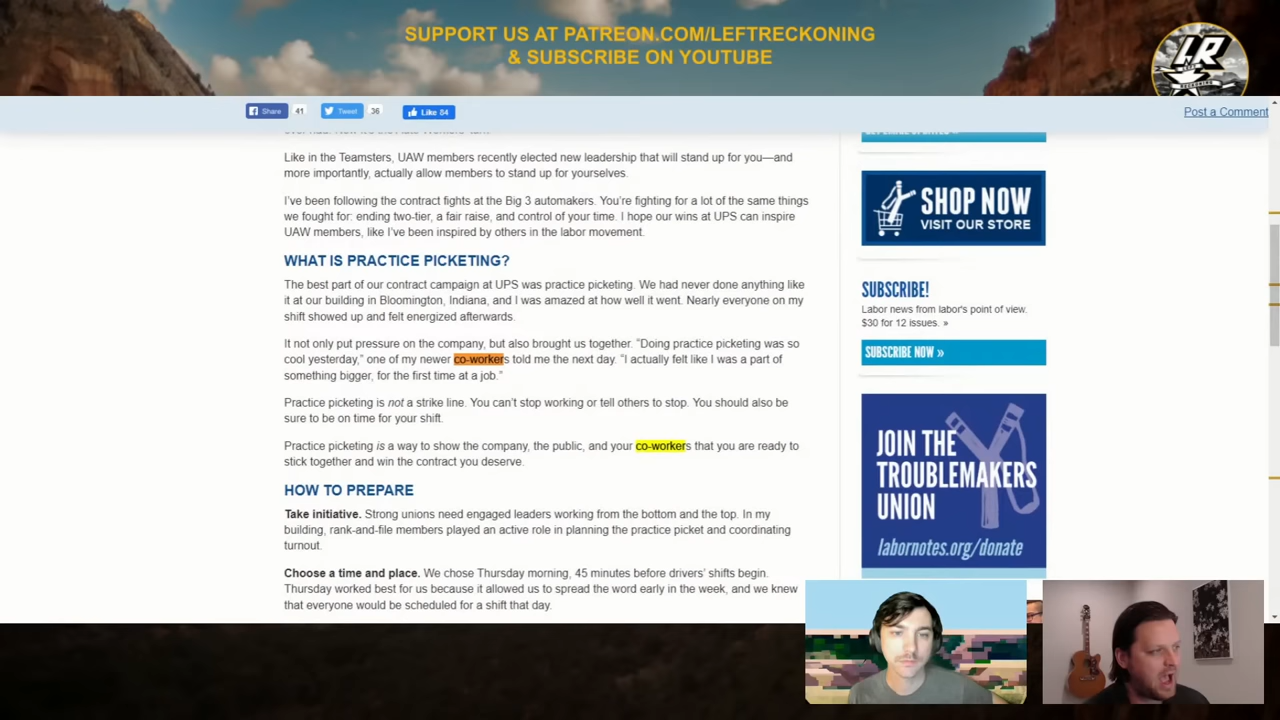 SUPPORT US AT PATREON.COM/LEFTRECKONING
& SUBSCRIBE ON YOUTUBE
LR
Share 41 Tweet 36 Like 84
Post a Comment
Like in the Teamsters, UAW members recently elected new leadership that will stand up for you—and
more importantly, actually allow members to stand up for yourselves.
I've been following the contract fights at the Big 3 automakers. You're fighting for a lot of the same things
we fought for: ending two-tier, a fair raise, and control of your time. I hope our wins at UPS can inspire
UAW members, like I've been inspired by others in the labor movement.
WHAT IS PRACTICE PICKETING?
The best part of our contract campaign at UPS was practice picketing. We had never done anything like
it at our building in Bloomington, Indiana, and I was amazed at how well it went. Nearly everyone on my
shift showed up and felt energized afterwards.
It not only put pressure on the company, but also brought us together. “Doing practice picketing was so
cool yesterday,” one of my newer co-workers told me the next day. “I actually felt like I was a part of
something bigger, for the first time at a job.”
Practice picketing is not a strike line. You can't stop working or tell others to stop. You should also be
sure to be on time for your shift.
Practice picketing is a way to show the company, the public, and your co-workers that you are ready to
stick together and win the contract you deserve.
HOW TO PREPARE
Take initiative. Strong unions need engaged leaders working from the bottom and the top. In my
building, rank-and-file members played an active role in planning the practice picket and coordinating
turnout.
Choose a time and place. We chose Thursday morning, 45 minutes before drivers' shifts begin.
Thursday worked best for us because it allowed us to spread the word early in the week, and we knew
that everyone would be scheduled for a shift that day.
SHOP NOW
VISIT OUR STORE
SUBSCRIBE!
Labor news from labor's point of view.
$30 for 12 issues. »
SUBSCRIBE NOW »
JOIN THE
TROUBLEMAKERS
UNION
labornotes.org/donate